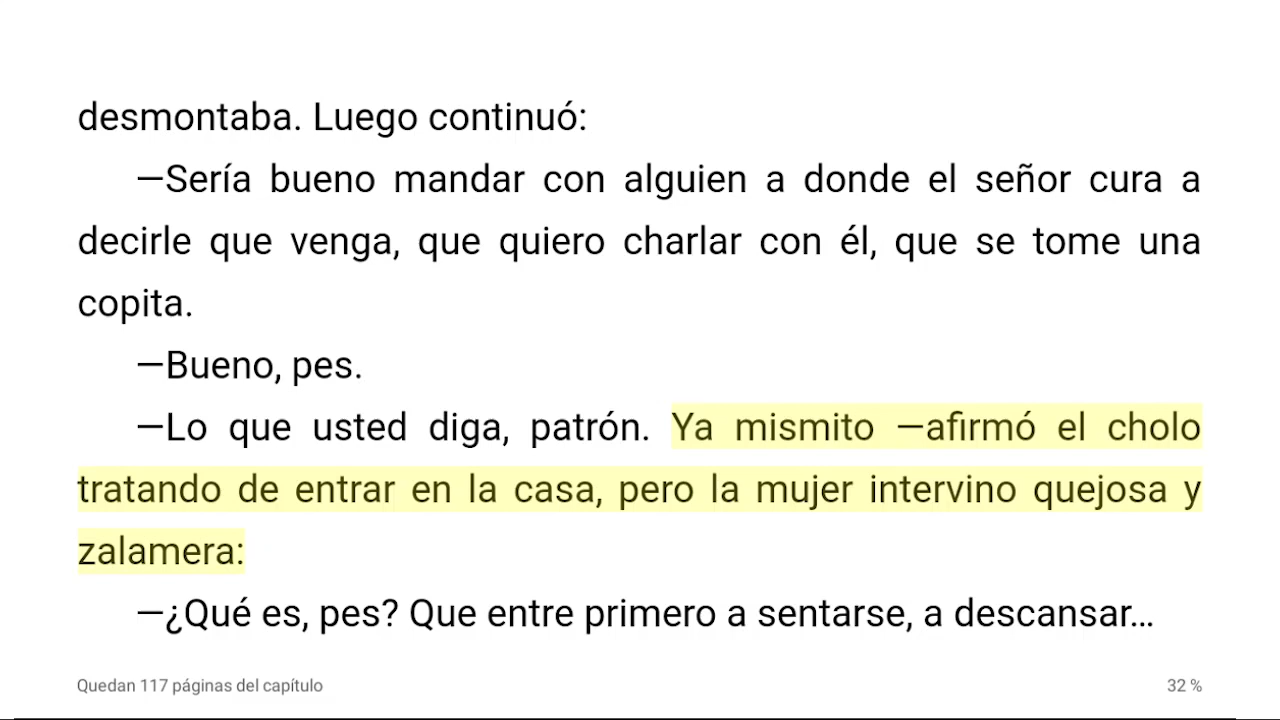 desmontaba. Luego continuó:
—Sería bueno mandar con alguien a donde el señor cura a
decirle que venga, que quiero charlar con él, que se tome una
copita.
—Bueno, pes.
—Lo que usted diga, patrón. Ya mismito —afirmó el cholo
tratando de entrar en la casa, pero la mujer intervino quejosa y
zalamera:
—¿Qué es, pes? Que entre primero a sentarse, a descansar…
Quedan 117 páginas del capítulo 32 %